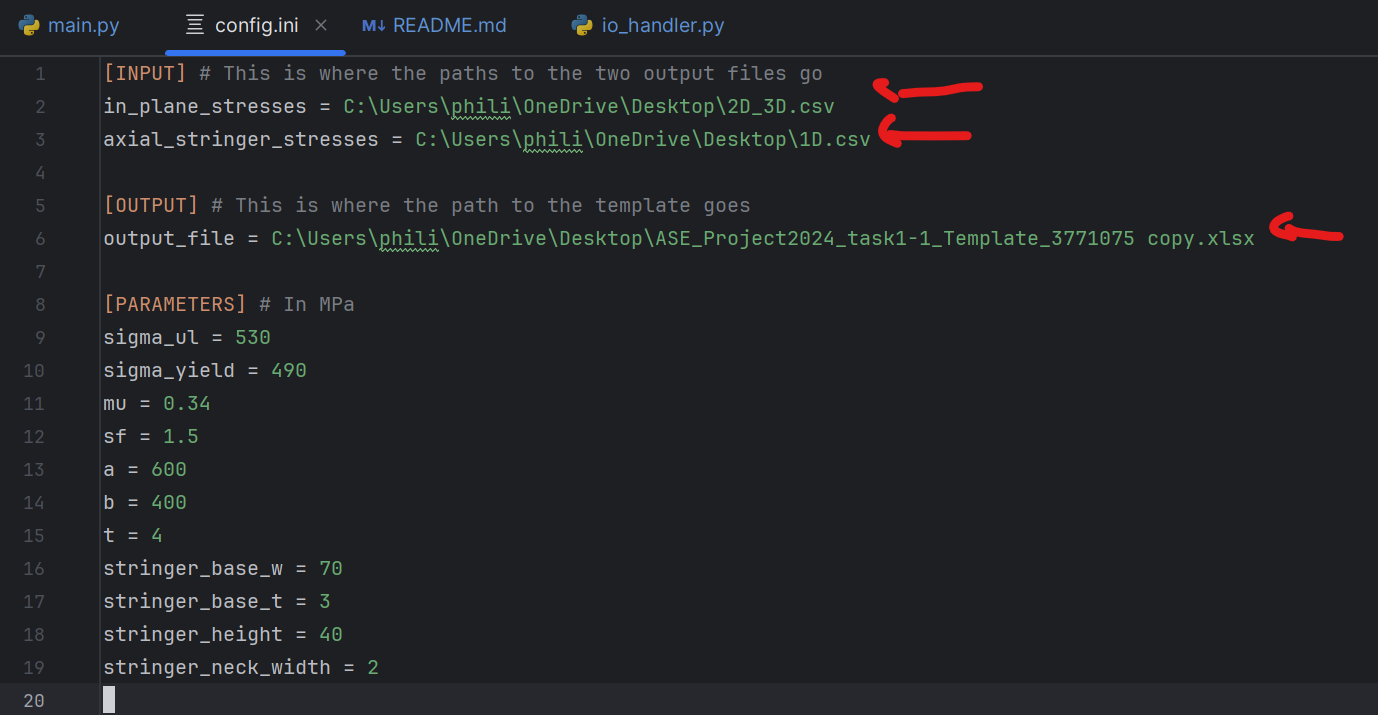 main.py config.ini × M↓ README.md io_handler.py
1 [INPUT] # This is where the paths to the two output files go
2 in_plane_stresses = C:\Users\phili\OneDrive\Desktop\2D_3D.csv
3 axial_stringer_stresses = C:\Users\phili\OneDrive\Desktop\1D.csv
4
5 [OUTPUT] # This is where the path to the template goes
6 output_file = C:\Users\phili\OneDrive\Desktop\ASE_Project2024_task1-1_Template_3771075 copy.xlsx
7
8 [PARAMETERS] # In MPa
9 sigma_ul = 530
10 sigma_yield = 490
11 mu = 0.34
12 sf = 1.5
13 a = 600
14 b = 400
15 t = 4
16 stringer_base_w = 70
17 stringer_base_t = 3
18 stringer_height = 40
19 stringer_neck_width = 2
20